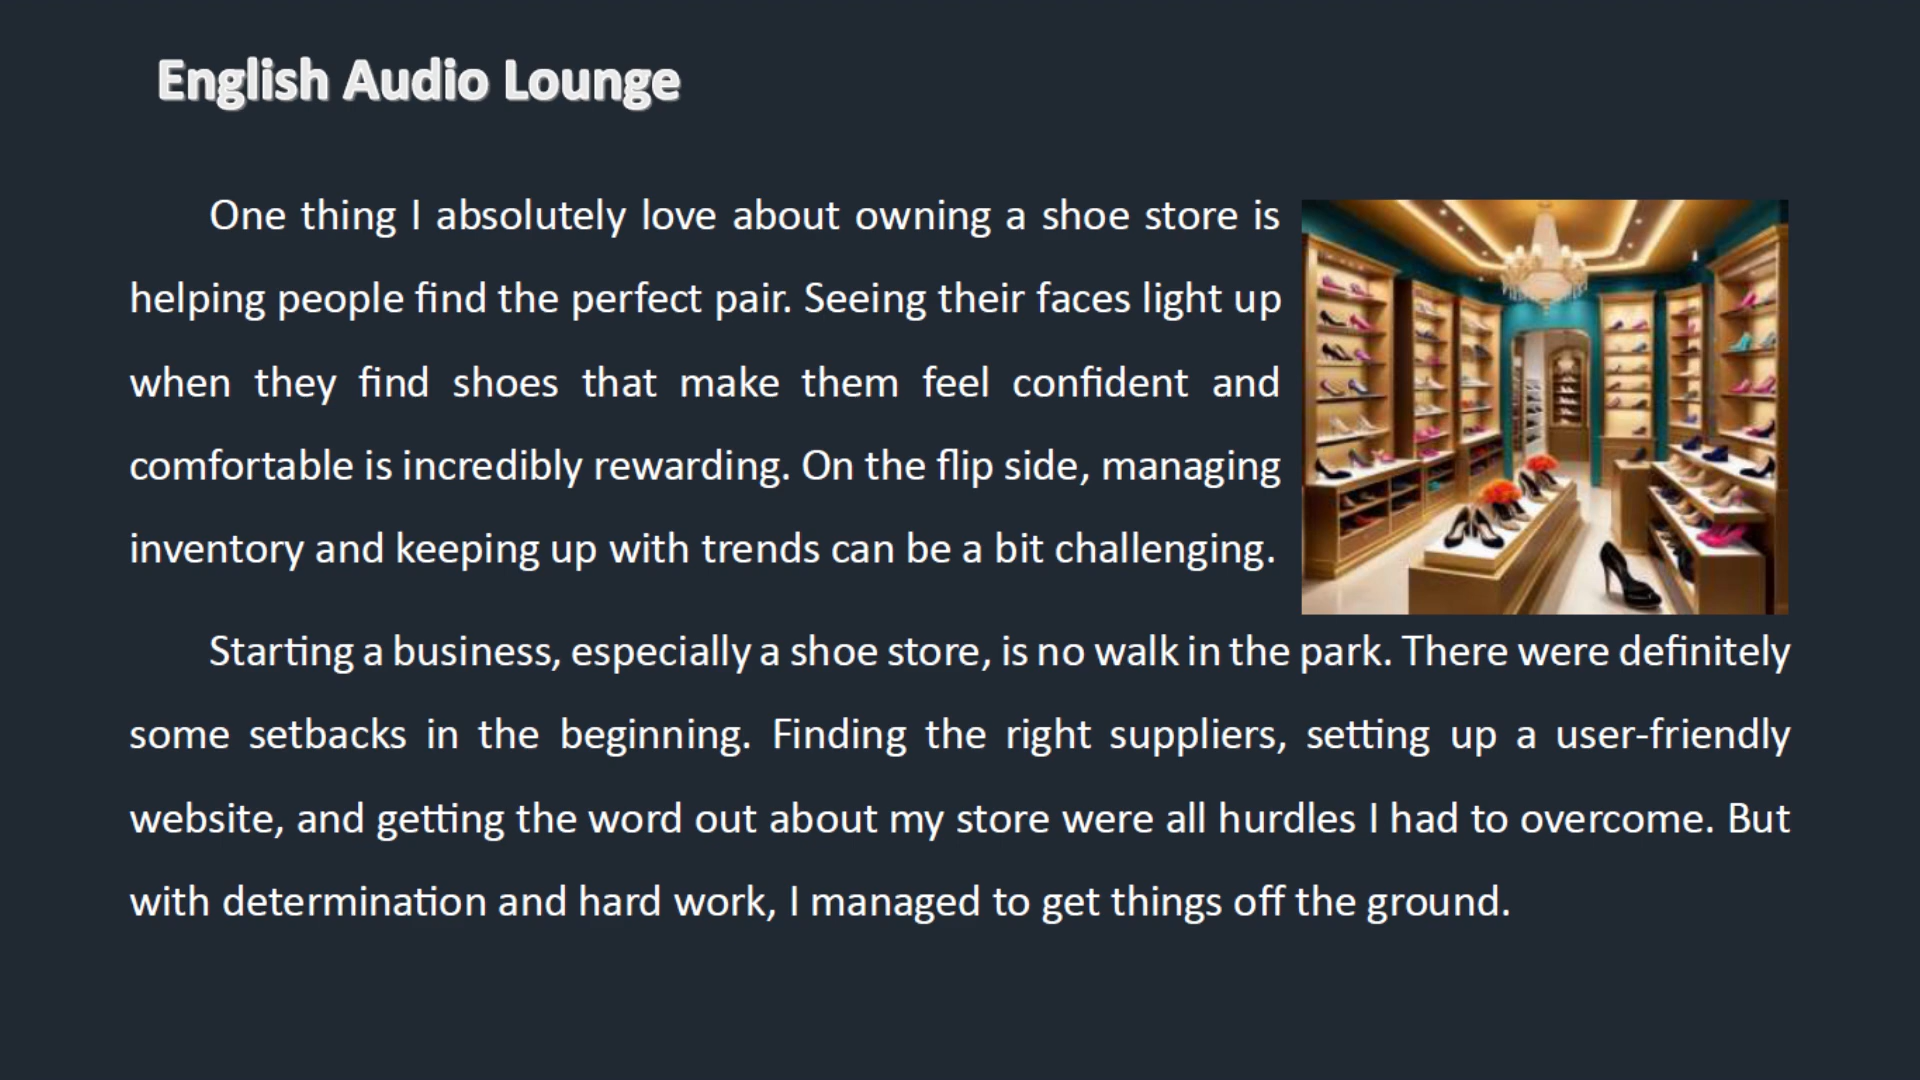 English Audio Lounge
One thing I absolutely love about owning a shoe store is
helping people find the perfect pair. Seeing their faces light up
when they find shoes that make them feel confident and
comfortable is incredibly rewarding. On the flip side, managing
inventory and keeping up with trends can be a bit challenging.
Starting a business, especially a shoe store, is no walk in the park. There were definitely
some setbacks in the beginning. Finding the right suppliers, setting up a user-friendly
website, and getting the word out about my store were all hurdles I had to overcome. But
with determination and hard work, I managed to get things off the ground.